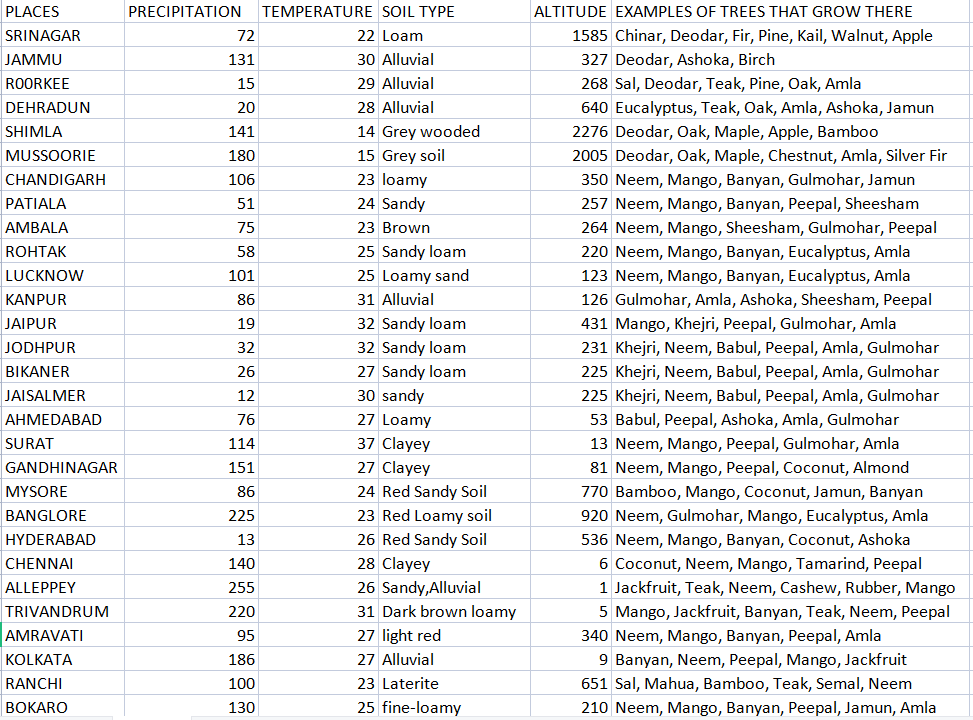 PLACES PRECIPITATION TEMPERATURE SOIL TYPE ALTITUDE EXAMPLES OF TREES THAT GROW THERE
SRINAGAR 72 22 Loam 1585 Chinar, Deodar, Fir, Pine, Kail, Walnut, Apple
JAMMU 131 30 Alluvial 327 Deodar, Ashoka, Birch
R00RKEE 15 29 Alluvial 268 Sal, Deodar, Teak, Pine, Oak, Amla
DEHRADUN 20 28 Alluvial 640 Eucalyptus, Teak, Oak, Amla, Ashoka, Jamun
SHIMLA 141 14 Grey wooded 2276 Deodar, Oak, Maple, Apple, Bamboo
MUSSOORIE 180 15 Grey soil 2005 Deodar, Oak, Maple, Chestnut, Amla, Silver Fir
CHANDIGARH 106 23 loamy 350 Neem, Mango, Banyan, Gulmohar, Jamun
PATIALA 51 24 Sandy 257 Neem, Mango, Banyan, Peepal, Sheesham
AMBALA 75 23 Brown 264 Neem, Mango, Sheesham, Gulmohar, Peepal
ROHTAK 58 25 Sandy loam 220 Neem, Mango, Banyan, Eucalyptus, Amla
LUCKNOW 101 25 Loamy sand 123 Neem, Mango, Banyan, Eucalyptus, Amla
KANPUR 86 31 Alluvial 126 Gulmohar, Amla, Ashoka, Sheesham, Peepal
JAIPUR 19 32 Sandy loam 431 Mango, Khejri, Peepal, Gulmohar, Amla
JODHPUR 32 32 Sandy loam 231 Khejri, Neem, Babul, Peepal, Amla, Gulmohar
BIKANER 26 27 Sandy loam 225 Khejri, Neem, Babul, Peepal, Amla, Gulmohar
JAISALMER 12 30 sandy 225 Khejri, Neem, Babul, Peepal, Amla, Gulmohar
AHMEDABAD 76 27 Loamy 53 Babul, Peepal, Ashoka, Amla, Gulmohar
SURAT 114 37 Clayey 13 Neem, Mango, Peepal, Gulmohar, Amla
GANDHINAGAR 151 27 Clayey 81 Neem, Mango, Peepal, Coconut, Almond
MYSORE 86 24 Red Sandy Soil 770 Bamboo, Mango, Coconut, Jamun, Banyan
BANGLORE 225 23 Red Loamy soil 920 Neem, Gulmohar, Mango, Eucalyptus, Amla
HYDERABAD 13 26 Red Sandy Soil 536 Neem, Mango, Banyan, Coconut, Ashoka
CHENNAI 140 28 Clayey 6 Coconut, Neem, Mango, Tamarind, Peepal
ALLEPPEY 255 26 Sandy,Alluvial 1 Jackfruit, Teak, Neem, Cashew, Rubber, Mango
TRIVANDRUM 220 31 Dark brown loamy 5 Mango, Jackfruit, Banyan, Teak, Neem, Peepal
AMRAVATI 95 27 light red 340 Neem, Mango, Banyan, Peepal, Amla
KOLKATA 186 27 Alluvial 9 Banyan, Neem, Peepal, Mango, Jackfruit
RANCHI 100 23 Laterite 651 Sal, Mahua, Bamboo, Teak, Semal, Neem
BOKARO 130 25 fine-loamy 210 Neem, Mango, Banyan, Peepal, Jamun, Amla